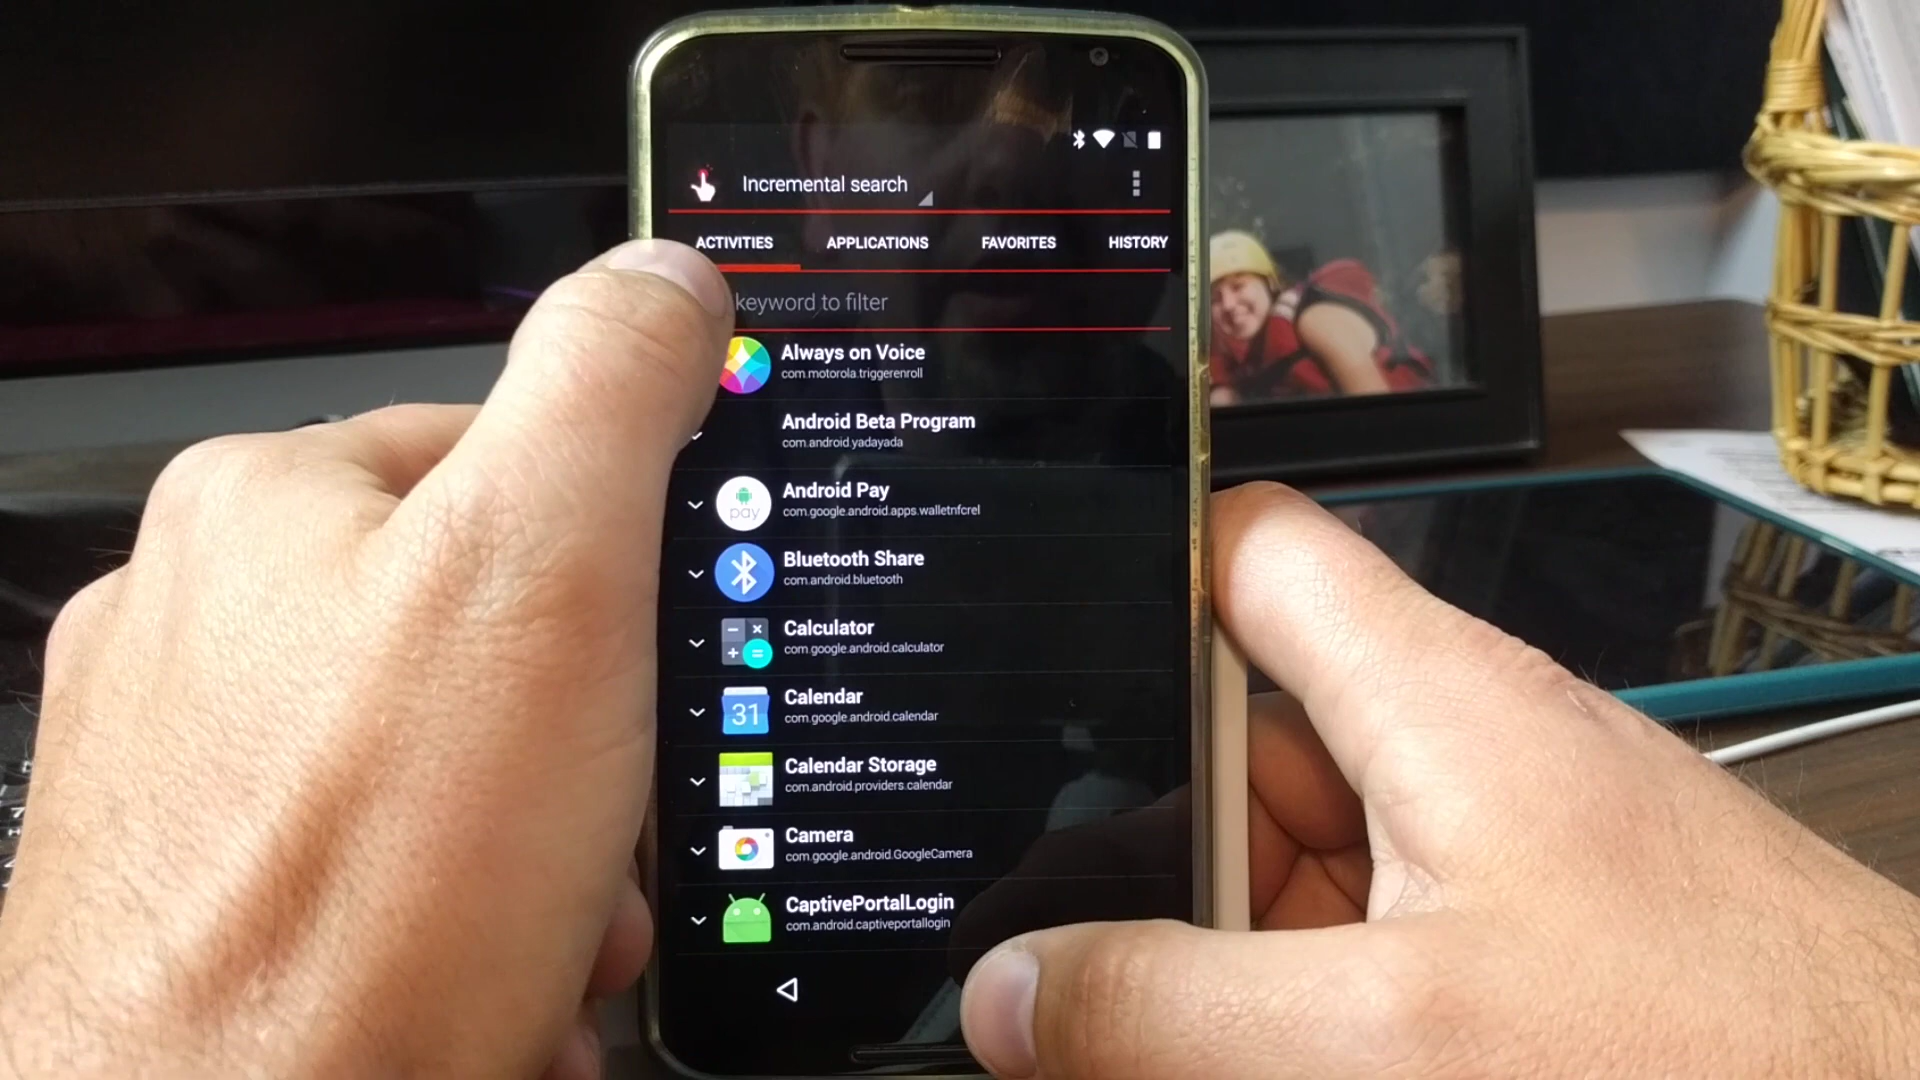 Incremental search
ACTIVITIES APPLICATIONS FAVORITES HISTORY
keyword to filter
Always on Voice
com.motorola.triggerenroll
Android Beta Program
com.android.yadayada
Android Pay
pay
com.google.android.apps.walletnfcrel
Bluetooth Share
com.android.bluetooth
Calculator
com.google.android.calculator
Calendar
31
com.google.android.calendar
Calendar Storage
com.android.providers.calendar
Camera
com.google.android.GoogleCamera
CaptivePortalLogin
com.android.captiveportallogin